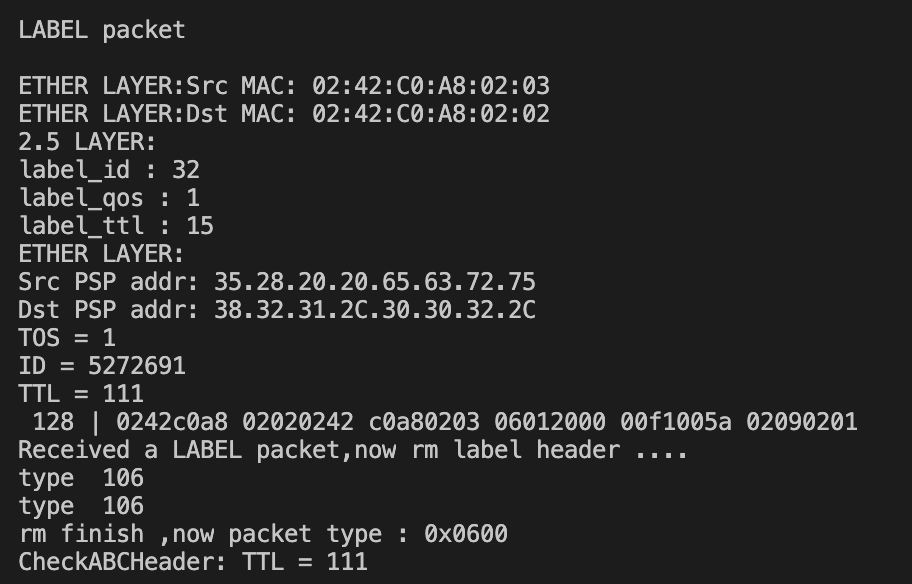 LABEL packet
ETHER LAYER:Src MAC: 02:42:C0:A8:02:03
ETHER LAYER:Dst MAC: 02:42:C0:A8:02:02
2.5 LAYER:
label_id : 32
label_qos : 1
label_ttl : 15
ETHER LAYER:
Src PSP addr: 35.28.20.20.65.63.72.75
Dst PSP addr: 38.32.31.2C.30.30.32.2C
TOS = 1
ID = 5272691
TTL = 111
128 | 0242c0a8 02020242 c0a80203 06012000 00f1005a 02090201
Received a LABEL packet,now rm label header ....
type  106
type  106
rm finish ,now packet type : 0x0600
CheckABCHeader: TTL = 111